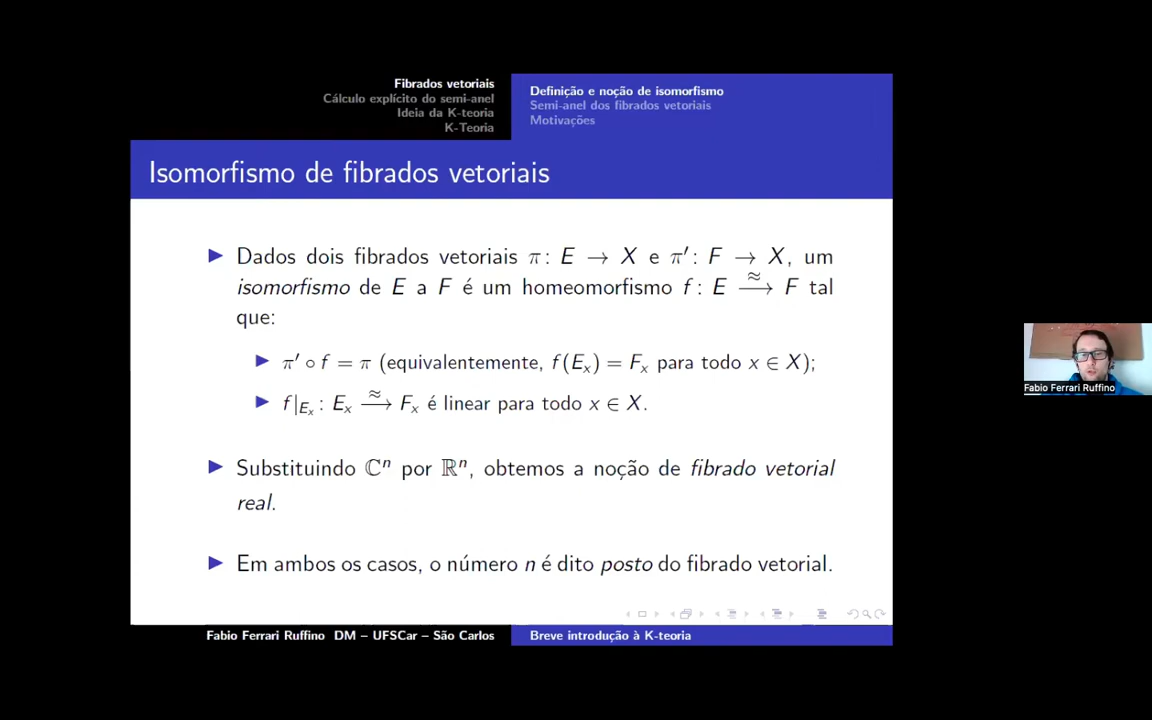 Fibrados vetoriais
Cálculo explícito do semi-anel
Ideia da K-teoria
K-Teoria
Definição e noção de isomorfismo
Semi-anel dos fibrados vetoriais
Motivações
Isomorfismo de fibrados vetoriais
Dados dois fibrados vetoriais π: E → X e π′: F → X, um
isomorfismo de E a F é um homeomorfismo f: E ≈→ F tal
que:
π′ ∘ f = π (equivalentemente, f(Eₓ) = Fₓ para todo x ∈ X);
f|Eₓ : Eₓ ≈→ Fₓ é linear para todo x ∈ X.
Substituindo ℂⁿ por ℝⁿ, obtemos a noção de fibrado vetorial
real.
Em ambos os casos, o número n é dito posto do fibrado vetorial.
Fabio Ferrari Ruffino DM – UFSCar – São Carlos
Breve introdução à K-teoria
Fabio Ferrari Ruffino